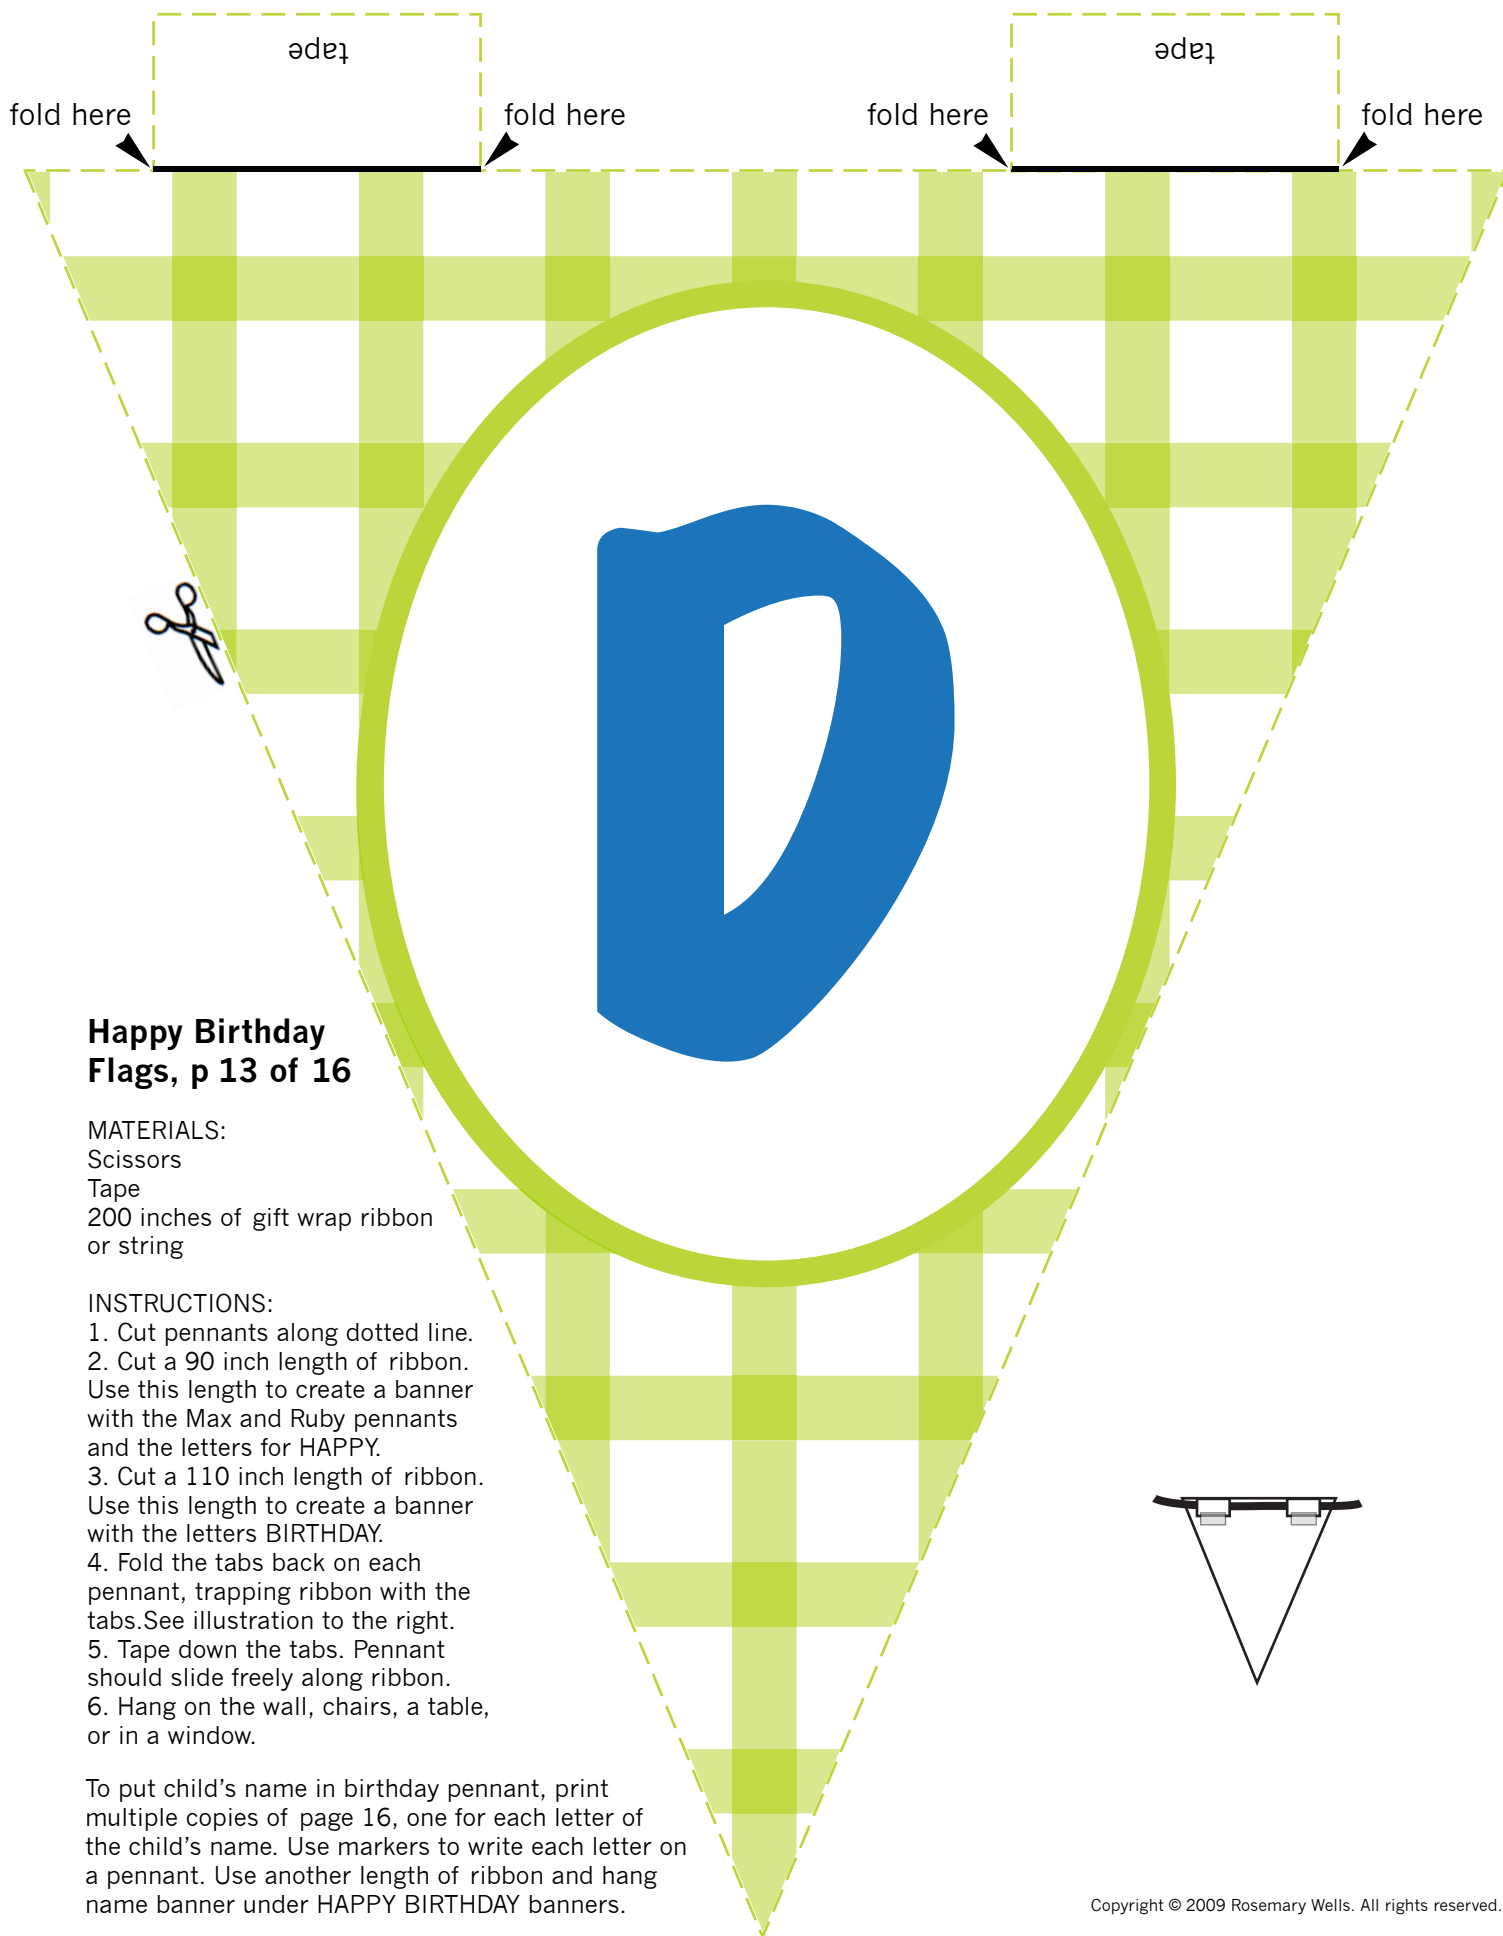 tape
tape
fold here
fold here
fold here
fold here
D
Happy Birthday
Flags, p 13 of 16
MATERIALS:
Scissors
Tape
200 inches of gift wrap ribbon
or string
INSTRUCTIONS:
1. Cut pennants along dotted line.
2. Cut a 90 inch length of ribbon.
Use this length to create a banner
with the Max and Ruby pennants
and the letters for HAPPY.
3. Cut a 110 inch length of ribbon.
Use this length to create a banner
with the letters BIRTHDAY.
4. Fold the tabs back on each
pennant, trapping ribbon with the
tabs.See illustration to the right.
5. Tape down the tabs. Pennant
should slide freely along ribbon.
6. Hang on the wall, chairs, a table,
or in a window.
To put child’s name in birthday pennant, print
multiple copies of page 16, one for each letter of
the child’s name. Use markers to write each letter on
a pennant. Use another length of ribbon and hang
name banner under HAPPY BIRTHDAY banners.
Copyright © 2009 Rosemary Wells. All rights reserved.